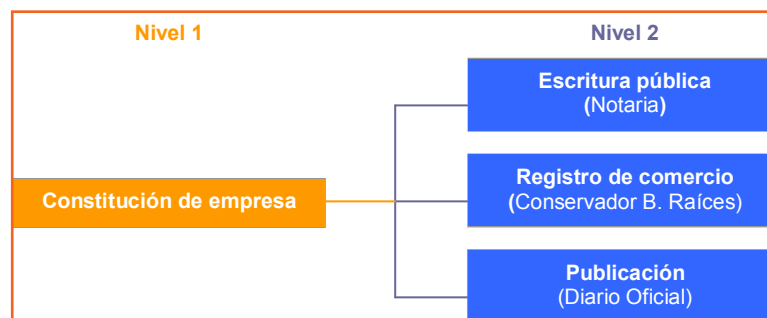 Nivel 1
Nivel 2
Escritura pública
(Notaria)
Registro de comercio
(Conservador B. Raíces)
Constitución de empresa
Publicación
(Diario Oficial)